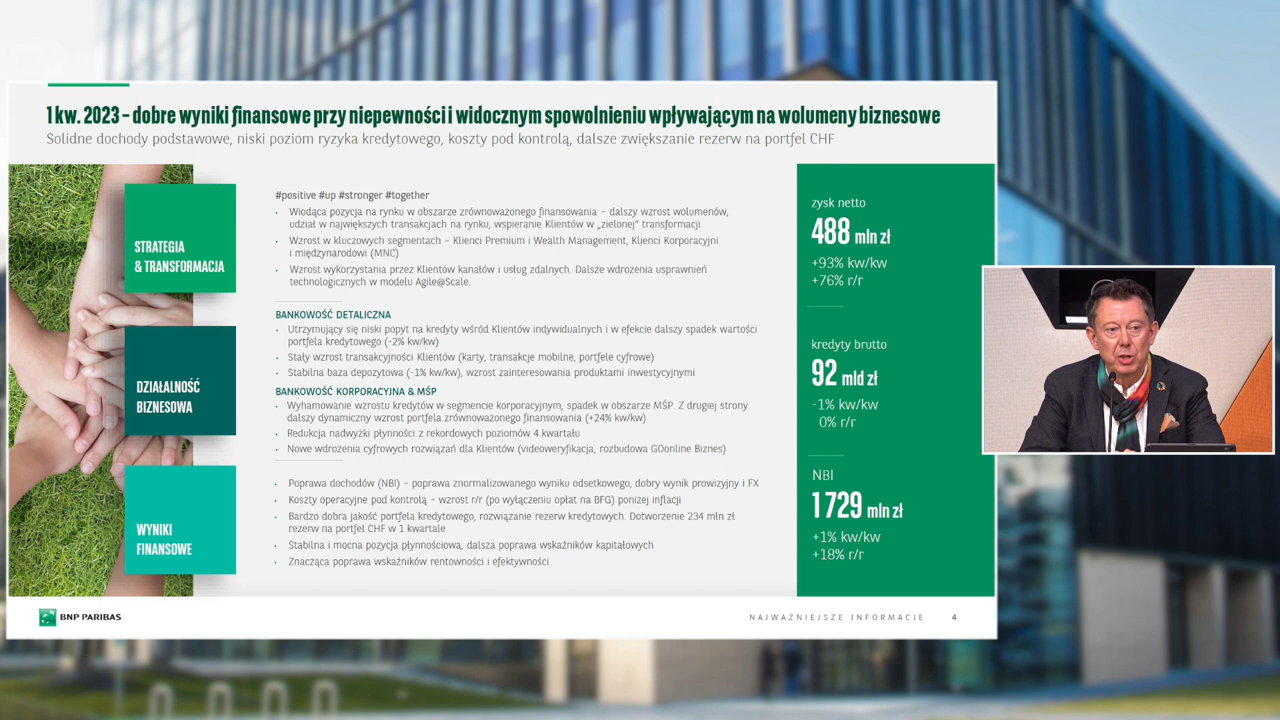 1 kw. 2023 – dobre wyniki finansowe przy niepewności i widocznym spowolnieniu wpływającym na wolumeny biznesowe
Solidne dochody podstawowe, niski poziom ryzyka kredytowego, koszty pod kontrolą, dalsze zwiększanie rezerw na portfel CHF
STRATEGIA
& TRANSFORMACJA
#positive #up #stronger #together
• Wiodąca pozycja na rynku w obszarze zrównoważonego finansowania – dalszy wzrost wolumenów,
udział w największych transakcjach na rynku, wspieranie Klientów w „zielonej” transformacji
• Wzrost w kluczowych segmentach – Klienci Premium i Wealth Management, Klienci Korporacyjni
i międzynarodowi (MNC)
• Wzrost wykorzystania przez Klientów kanałów i usług zdalnych. Dalsze wdrożenia usprawnień
technologicznych w modelu Agile@Scale.
DZIAŁALNOŚĆ
BIZNESOWA
BANKOWOŚĆ DETALICZNA
• Utrzymujący się niski popyt na kredyty wśród Klientów indywidualnych i w efekcie dalszy spadek wartości
portfela kredytowego (-2% kw/kw)
• Stały wzrost transakcyjności Klientów (karty, transakcje mobilne, portfele cyfrowe)
• Stabilna baza depozytowa (-1% kw/kw), wzrost zainteresowania produktami inwestycyjnymi
BANKOWOŚĆ KORPORACYJNA & MŚP
• Wyhamowanie wzrostu kredytów w segmencie korporacyjnym, spadek w obszarze MŚP. Z drugiej strony
dalszy dynamiczny wzrost portfela zrównoważonego finansowania (+24% kw/kw)
• Redukcja nadwyżki płynności z rekordowych poziomów 4 kwartału
• Nowe wdrożenia cyfrowych rozwiązań dla Klientów (videoweryfikacja, rozbudowa GOonline Biznes)
WYNIKI
FINANSOWE
• Poprawa dochodów (NBI) – poprawa znormalizowanego wyniku odsetkowego, dobry wynik prowizyjny i FX
• Koszty operacyjne pod kontrolą – wzrost r/r (po wyłączeniu opłat na BFG) poniżej inflacji
• Bardzo dobra jakość portfela kredytowego, rozwiązanie rezerw kredytowych. Dotworzenie 234 mln zł
rezerw na portfel CHF w 1 kwartale
• Stabilna i mocna pozycja płynnościowa, dalsza poprawa wskaźników kapitałowych
• Znacząca poprawa wskaźników rentowności i efektywności
zysk netto
488 mln zł
+93% kw/kw
+76% r/r
kredyty brutto
92 mld zł
-1% kw/kw
0% r/r
NBI
1 729 mln zł
+1% kw/kw
+18% r/r
BNP PARIBAS
NAJWAŻNIEJSZE INFORMACJE 4